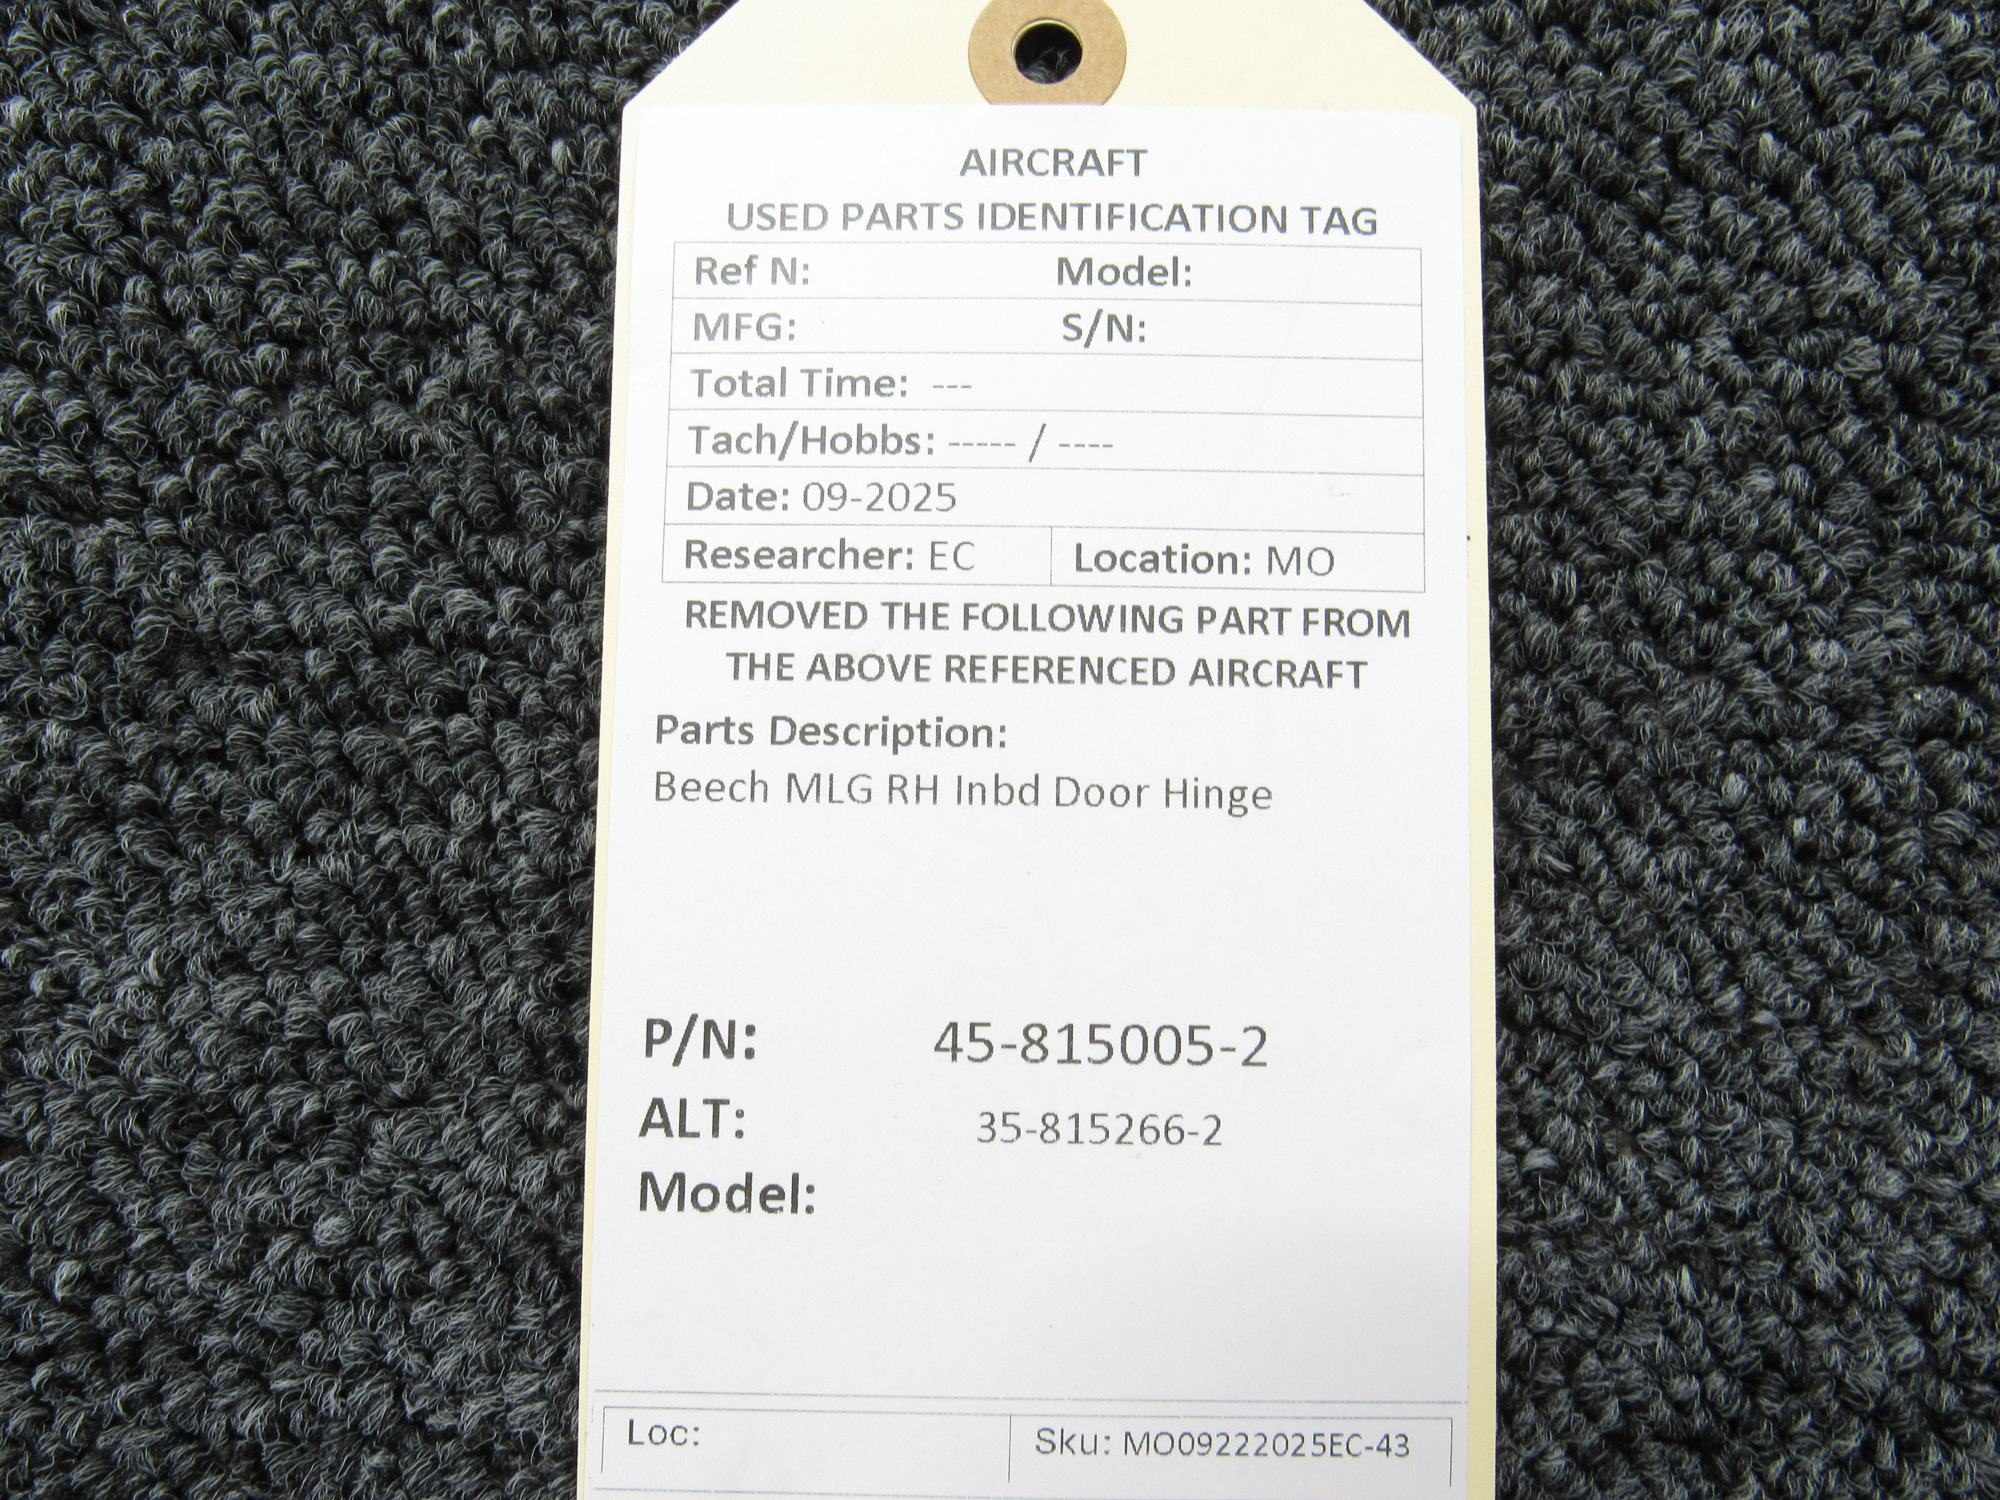 AIRCRAFT
USED PARTS IDENTIFICATION TAG
Ref N: Model:
MFG: S/N:
Total Time: ---
Tach/Hobbs: ----- / ----
Date: 09-2025
Researcher: EC Location: MO
REMOVED THE FOLLOWING PART FROM
THE ABOVE REFERENCED AIRCRAFT
Parts Description:
Beech MLG RH Inbd Door Hinge
P/N: 45-815005-2
ALT: 35-815266-2
Model:
Loc: Sku: MO09222025EC-43